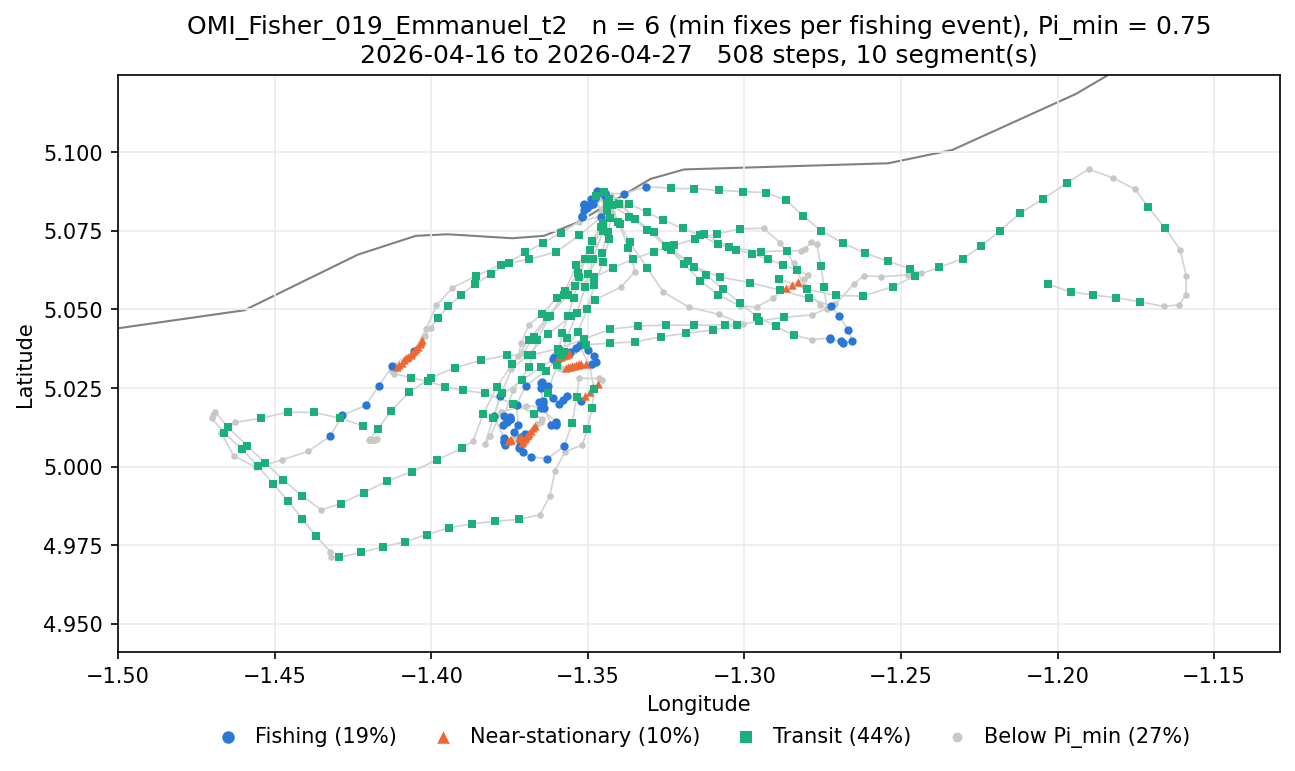 OMI_Fisher_019_Emmanuel_t2   n = 6 (min fixes per fishing event), Pi_min = 0.75
2026-04-16 to 2026-04-27   508 steps, 10 segment(s)
5.100
5.075
5.050
5.025
5.000
4.975
4.950
Latitude
−1.50
−1.45
−1.40
−1.35
−1.30
−1.25
−1.20
−1.15
Longitude
Fishing (19%)
Near-stationary (10%)
Transit (44%)
Below Pi_min (27%)